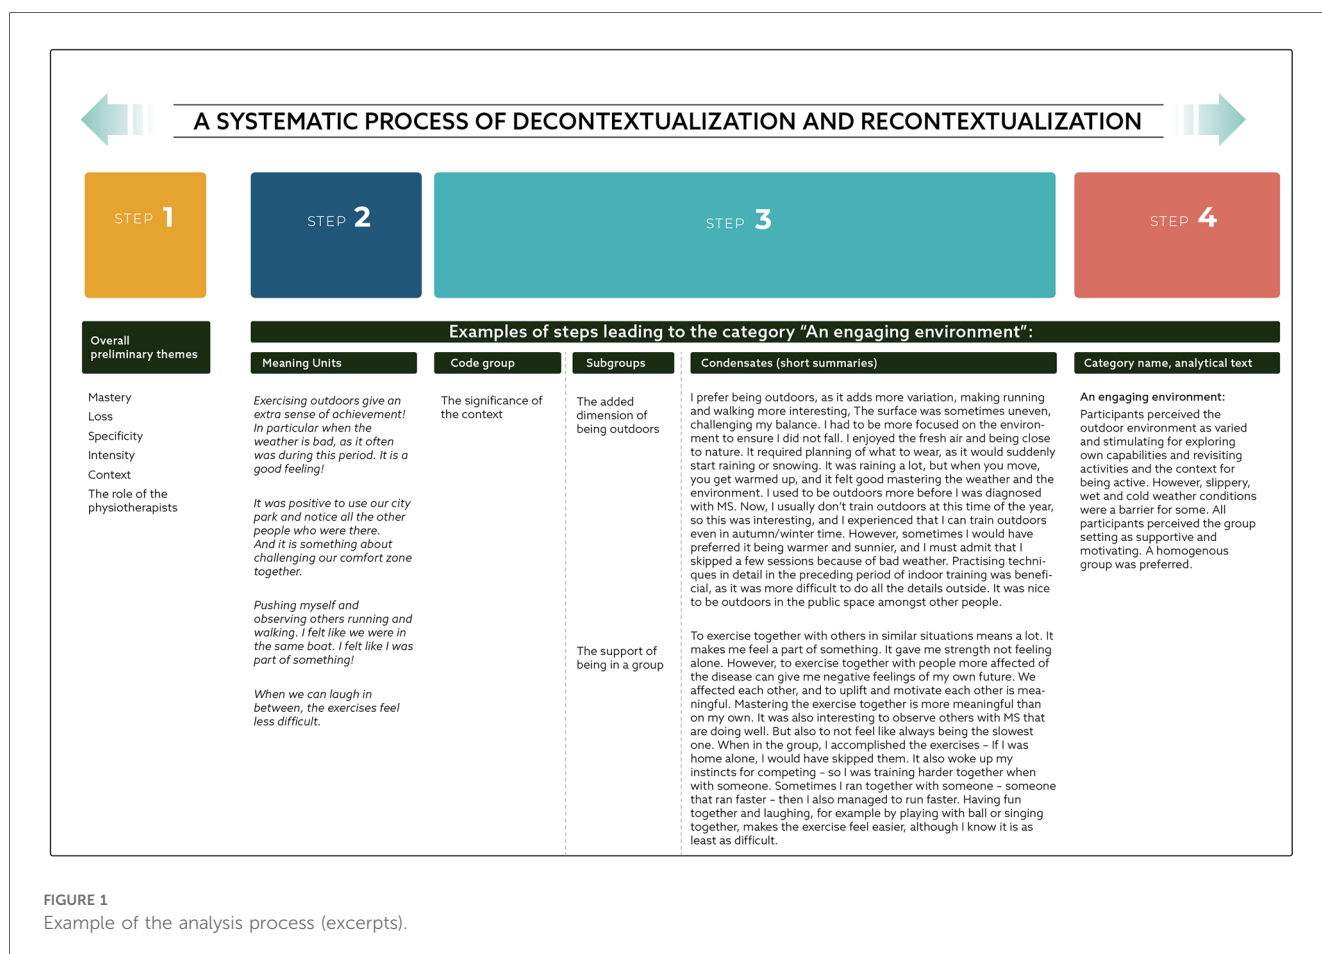 A SYSTEMATIC PROCESS OF DECONTEXTUALIZATION AND RECONTEXTUALIZATION
STEP 1
STEP 2
STEP 3
STEP 4
Overall
preliminary themes
Mastery
Loss
Specificity
Intensity
Context
The role of the
physiotherapists
Examples of steps leading to the category “An engaging environment”:
Meaning Units
Exercising outdoors give an
extra sense of achievement!
In particular when the
weather is bad, as it often
was during this period. It is a
good feeling!
It was positive to use our city
park and notice all the other
people who were there.
And it is something about
challenging our comfort zone
together.
Pushing myself and
observing others running and
walking. I felt like we were in
the same boat. I felt like I was
part of something!
When we can laugh in
between, the exercises feel
less difficult.
Code group
The significance of
the context
Subgroups
The added
dimension of
being outdoors
The support of
being in a group
Condensates (short summaries)
I prefer being outdoors, as it adds more variation, making running
and walking more interesting, The surface was sometimes uneven,
challenging my balance. I had to be more focused on the environ-
ment to ensure I did not fall. I enjoyed the fresh air and being close
to nature. It required planning of what to wear, as it would suddenly
start raining or snowing. It was raining a lot, but when you move,
you get warmed up, and it felt good mastering the weather and the
environment. I used to be outdoors more before I was diagnosed
with MS. Now, I usually don’t train outdoors at this time of the year,
so this was interesting, and I experienced that I can train outdoors
even in autumn/winter time. However, sometimes I would have
preferred it being warmer and sunnier, and I must admit that I
skipped a few sessions because of bad weather. Practising techni-
ques in detail in the preceding period of indoor training was benefi-
cial, as it was more difficult to do all the details outside. It was nice
to be outdoors in the public space amongst other people.
To exercise together with others in similar situations means a lot. It
makes me feel a part of something. It gave me strength not feeling
alone. However, to exercise together with people more affected of
the disease can give me negative feelings of my own future. We
affected each other, and to uplift and motivate each other is mea-
ningful. Mastering the exercise together is more meaningful than
on my own. It was also interesting to observe others with MS that
are doing well. But also to not feel like always being the slowest
one. When in the group, I accomplished the exercises – If I was
home alone, I would have skipped them. It also woke up my
instincts for competing – so I was training harder together when
with someone. Sometimes I ran together with someone – someone
that ran faster – then I also managed to run faster. Having fun
together and laughing, for example by playing with ball or singing
together, makes the exercise feel easier, although I know it is as
least as difficult.
Category name, analytical text
An engaging environment:
Participants perceived the
outdoor environment as varied
and stimulating for exploring
own capabilities and revisiting
activities and the context for
being active. However, slippery,
wet and cold weather conditions
were a barrier for some. All
participants perceived the group
setting as supportive and
motivating. A homogenous
group was preferred.
FIGURE 1
Example of the analysis process (excerpts).